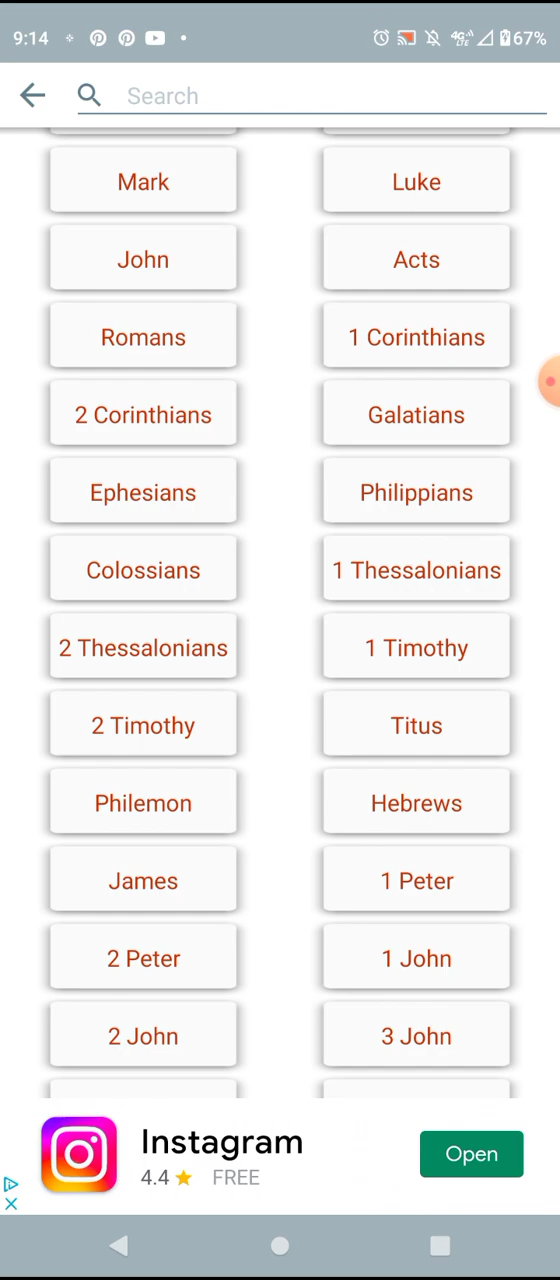 9:14
4G LTE
67%
Search
Mark
Luke
John
Acts
Romans
1 Corinthians
2 Corinthians
Galatians
Ephesians
Philippians
Colossians
1 Thessalonians
2 Thessalonians
1 Timothy
2 Timothy
Titus
Philemon
Hebrews
James
1 Peter
2 Peter
1 John
2 John
3 John
Instagram
4.4 ★ FREE
Open